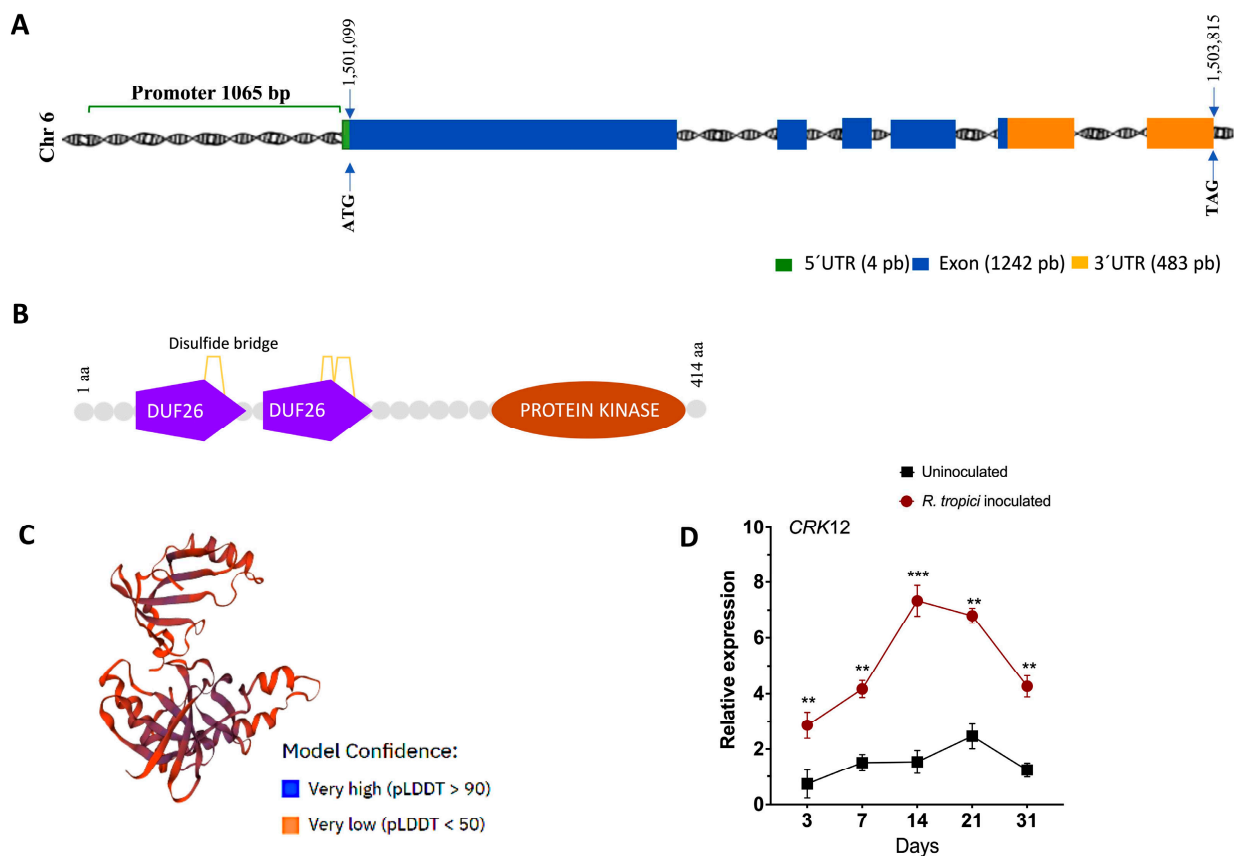 A
Chr 6
Promoter 1065 bp
1,501,099
1,503,815
ATG
TAG
5´UTR (4 pb) Exon (1242 pb) 3´UTR (483 pb)
B
1 aa
Disulfide bridge
414 aa
DUF26 DUF26 PROTEIN KINASE
C
Model Confidence:
Very high (pLDDT > 90)
Very low (pLDDT < 50)
Uninoculated
R. tropici inoculated
D
CRK12
Relative expression
10
8
6
4
2
0
**
**
***
**
**
3 7 14 21 31
Days